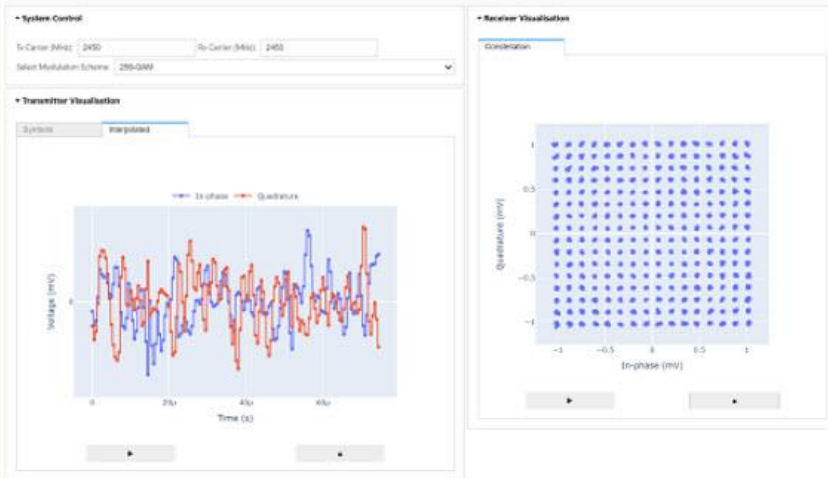 System Control
Tx Carrier (MHz): 2450 Rx Carrier (MHz): 2450
Select Modulation Scheme: 256-QAM
Transmitter Visualisation
Symbols Interpolated
In-phase Quadrature
Voltage (mV)
0
0 20µ 40µ 60µ
Time (s)
Receiver Visualisation
Constellation
Quadrature (mV)
1
0.5
0
−0.5
−1
−1 −0.5 0 0.5 1
In-phase (mV)